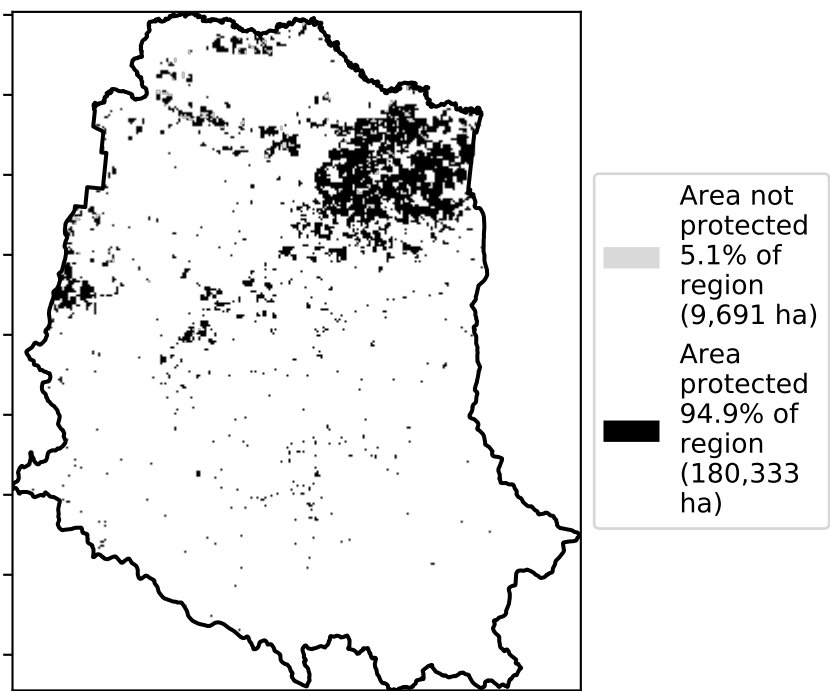 Area not
protected
5.1% of
region
(9,691 ha)
Area
protected
94.9% of
region
(180,333
ha)